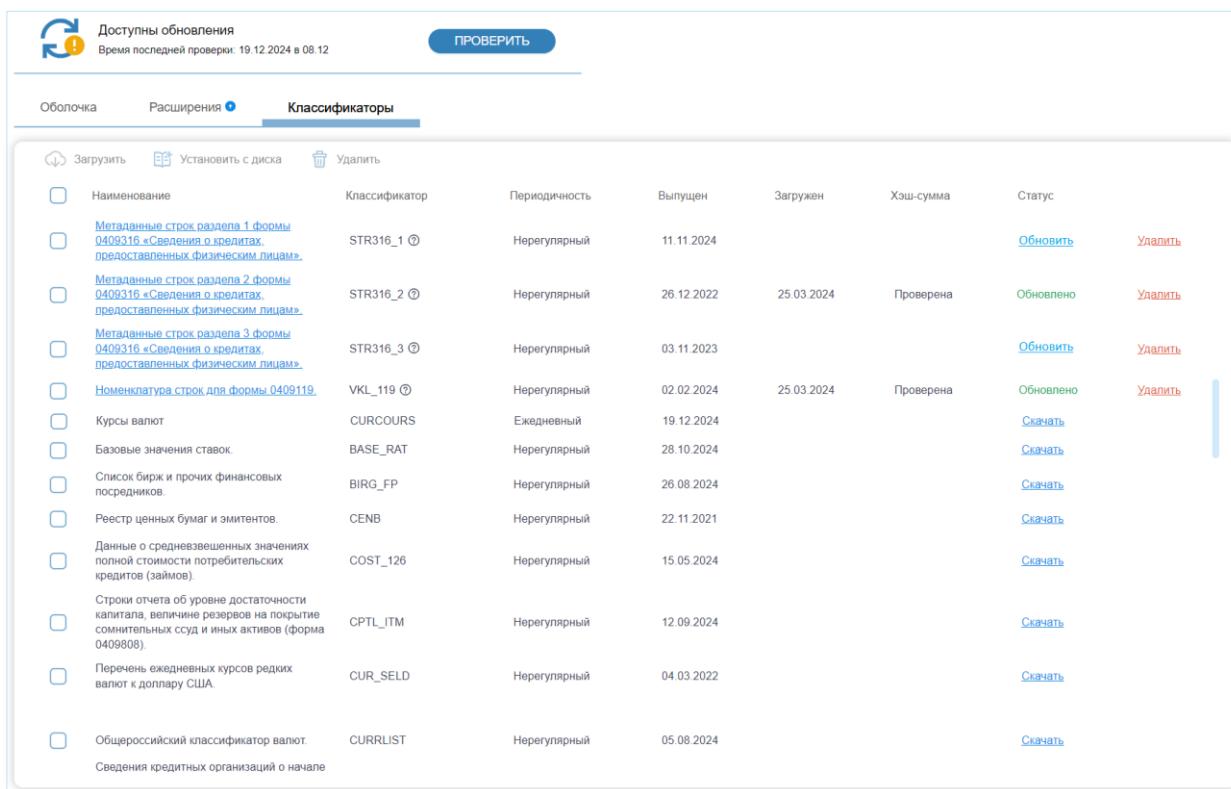 Доступны обновления
Время последней проверки: 19.12.2024 в 08.12
ПРОВЕРИТЬ
Оболочка Расширения Классификаторы
Загрузить Установить с диска Удалить
Наименование Классификатор Периодичность Выпущен Загружен Хэш-сумма Статус
Метаданные строк раздела 1 формы
0409316 «Сведения о кредитах,
предоставленных физическим лицам».
STR316_1 Нерегулярный 11.11.2024 Обновить Удалить
Метаданные строк раздела 2 формы
0409316 «Сведения о кредитах,
предоставленных физическим лицам».
STR316_2 Нерегулярный 26.12.2022 25.03.2024 Проверена Обновлено Удалить
Метаданные строк раздела 3 формы
0409316 «Сведения о кредитах,
предоставленных физическим лицам».
STR316_3 Нерегулярный 03.11.2023 Обновить Удалить
Номенклатура строк для формы 0409119. VKL_119 Нерегулярный 02.02.2024 25.03.2024 Проверена Обновлено Удалить
Курсы валют CURCOURS Ежедневный 19.12.2024 Скачать
Базовые значения ставок. BASE_RAT Нерегулярный 28.10.2024 Скачать
Список бирж и прочих финансовых
посредников.
BIRG_FP Нерегулярный 26.08.2024 Скачать
Реестр ценных бумаг и эмитентов. CENB Нерегулярный 22.11.2021 Скачать
Данные о средневзвешенных значениях
полной стоимости потребительских
кредитов (займов).
COST_126 Нерегулярный 15.05.2024 Скачать
Строки отчета об уровне достаточности
капитала, величине резервов на покрытие
сомнительных ссуд и иных активов (форма
0409808).
CPTL_ITM Нерегулярный 12.09.2024 Скачать
Перечень ежедневных курсов редких
валют к доллару США.
CUR_SELD Нерегулярный 04.03.2022 Скачать
Общероссийский классификатор валют. CURRLIST Нерегулярный 05.08.2024 Скачать
Сведения кредитных организаций о начале